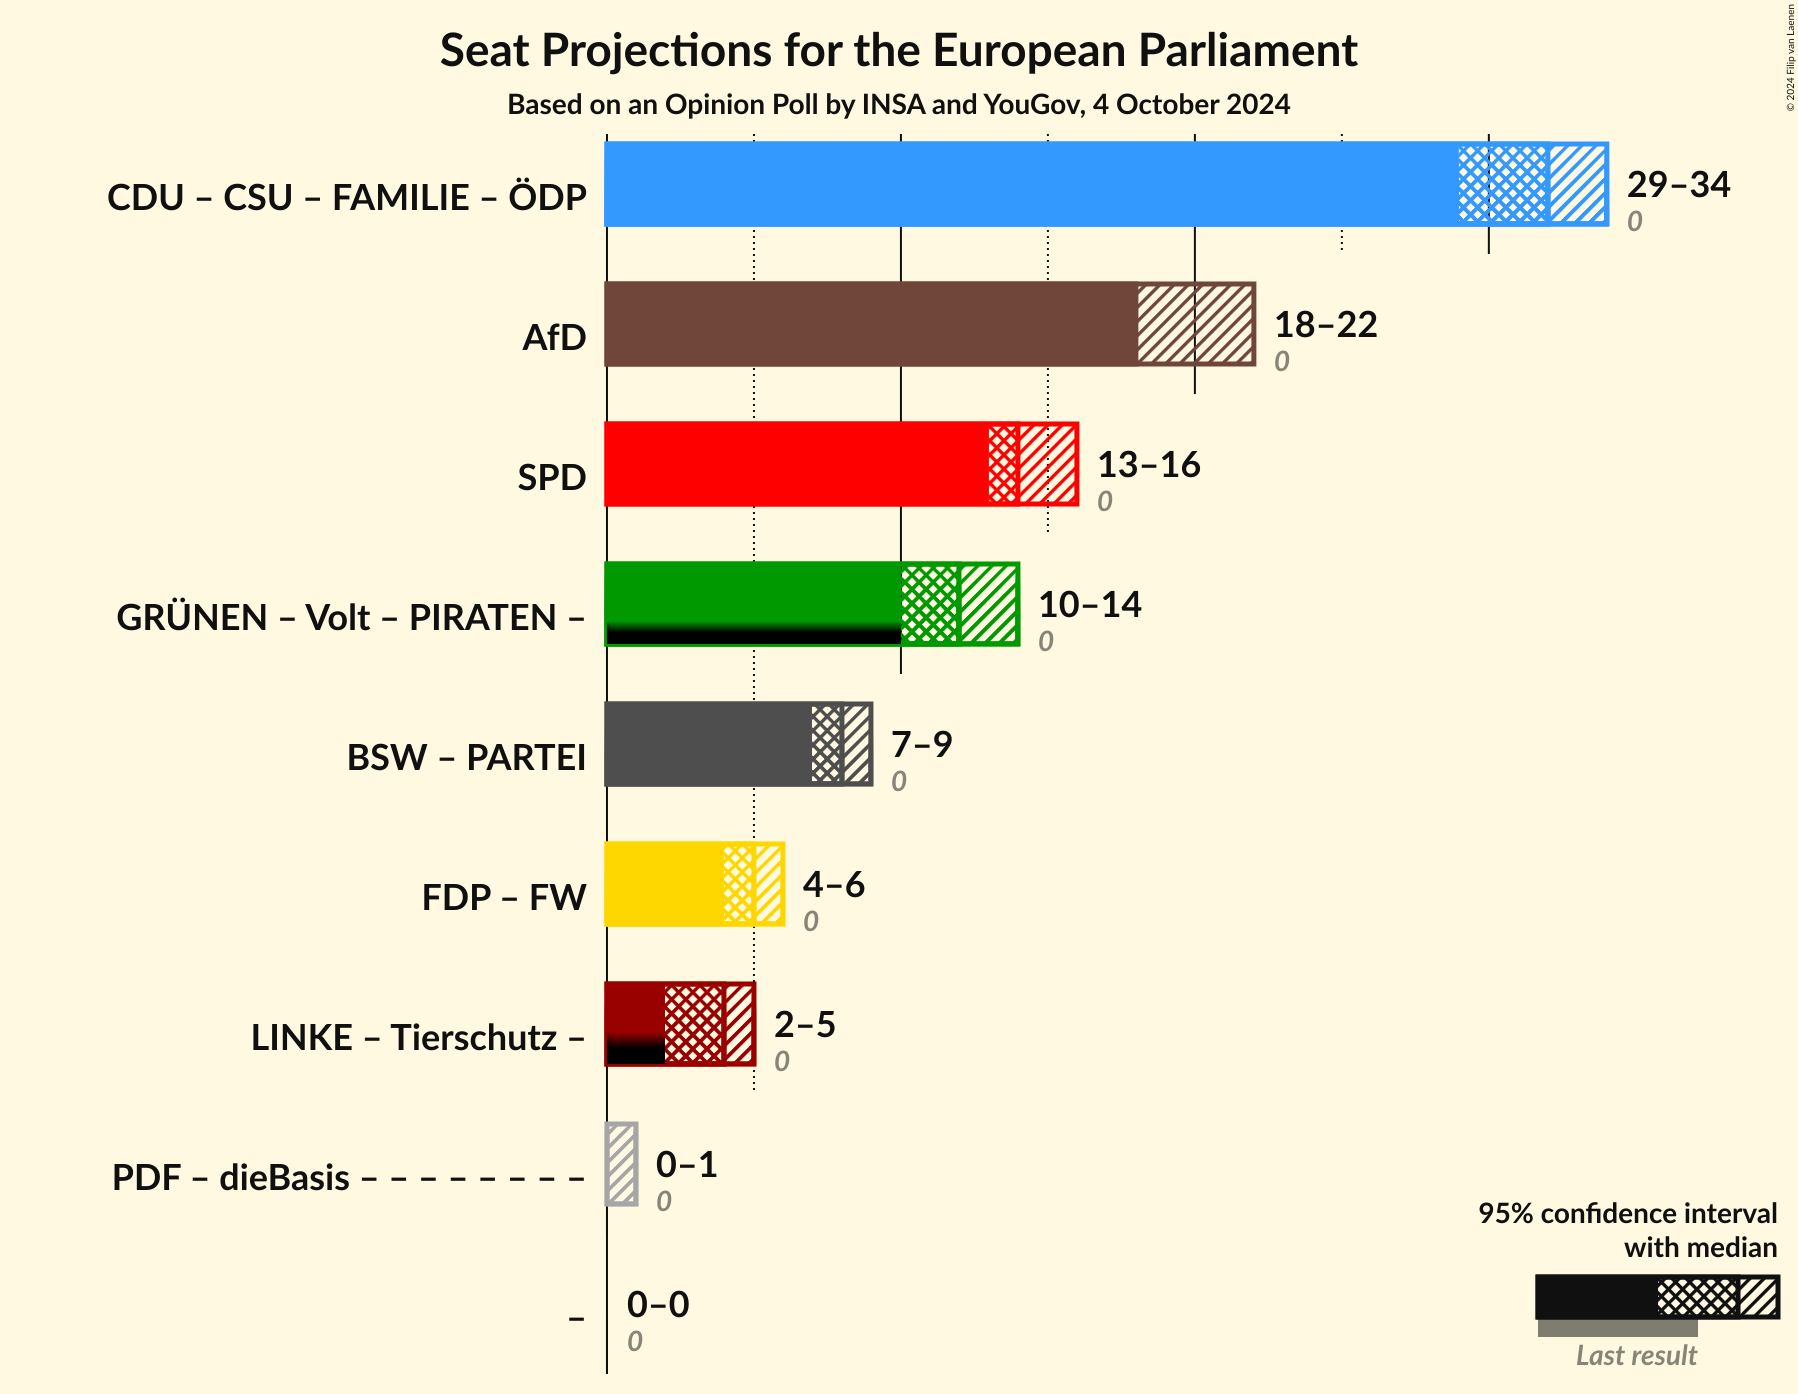 Seat Projections for the European Parliament
Based on an Opinion Poll by INSA and YouGov, 4 October 2024
© 2024 Filip van Laenen
CDU – CSU – FAMILIE – ÖDP
29–34
0
AfD
18–22
0
SPD
13–16
0
GRÜNEN – Volt – PIRATEN –
10–14
0
BSW – PARTEI
7–9
0
FDP – FW
4–6
0
LINKE – Tierschutz –
2–5
0
PDF – dieBasis – – – – – – – –
0–1
0
–
0–0
0
95% confidence interval
with median
Last result